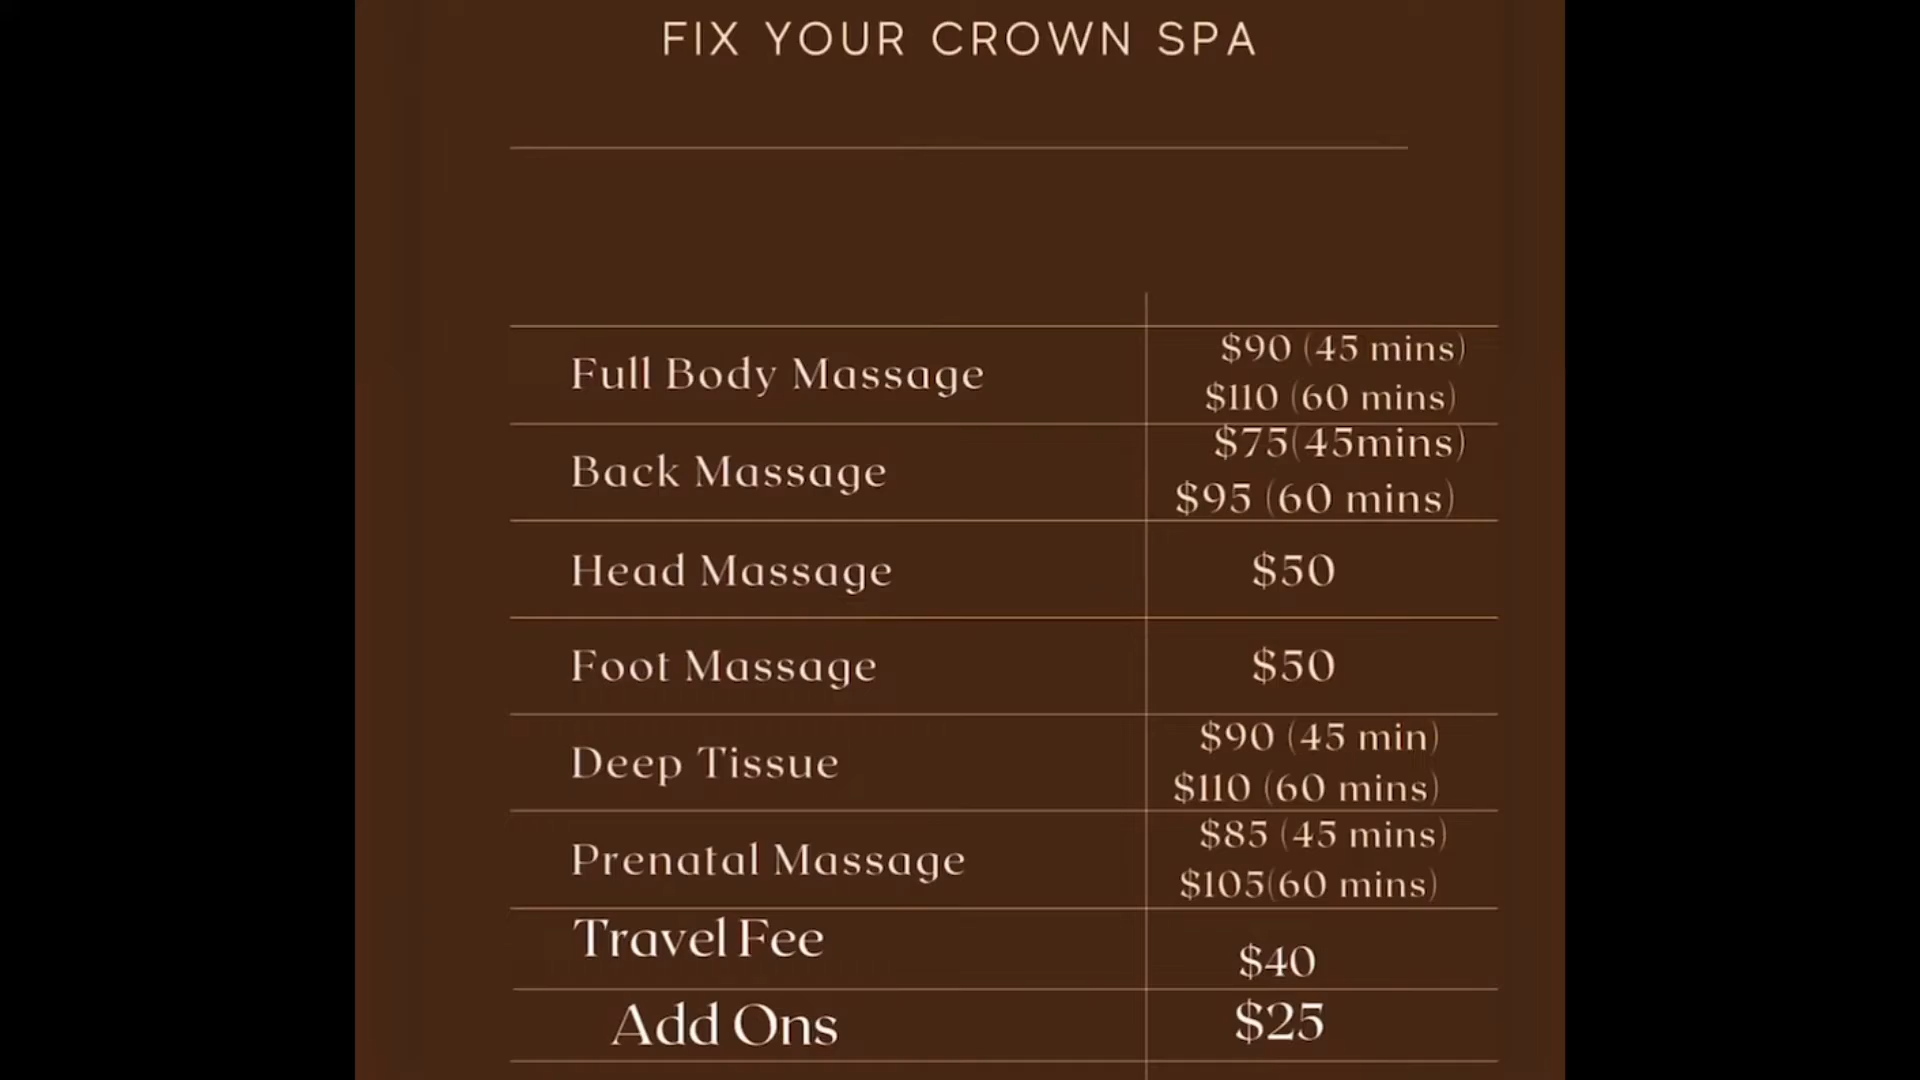 FIX YOUR CROWN SPA
Full Body Massage
$90 (45 mins)
$110 (60 mins)
Back Massage
$75(45mins)
$95 (60 mins)
Head Massage
$50
Foot Massage
$50
Deep Tissue
$90 (45 min)
$110 (60 mins)
Prenatal Massage
$85 (45 mins)
$105(60 mins)
Travel Fee
$40
Add Ons
$25